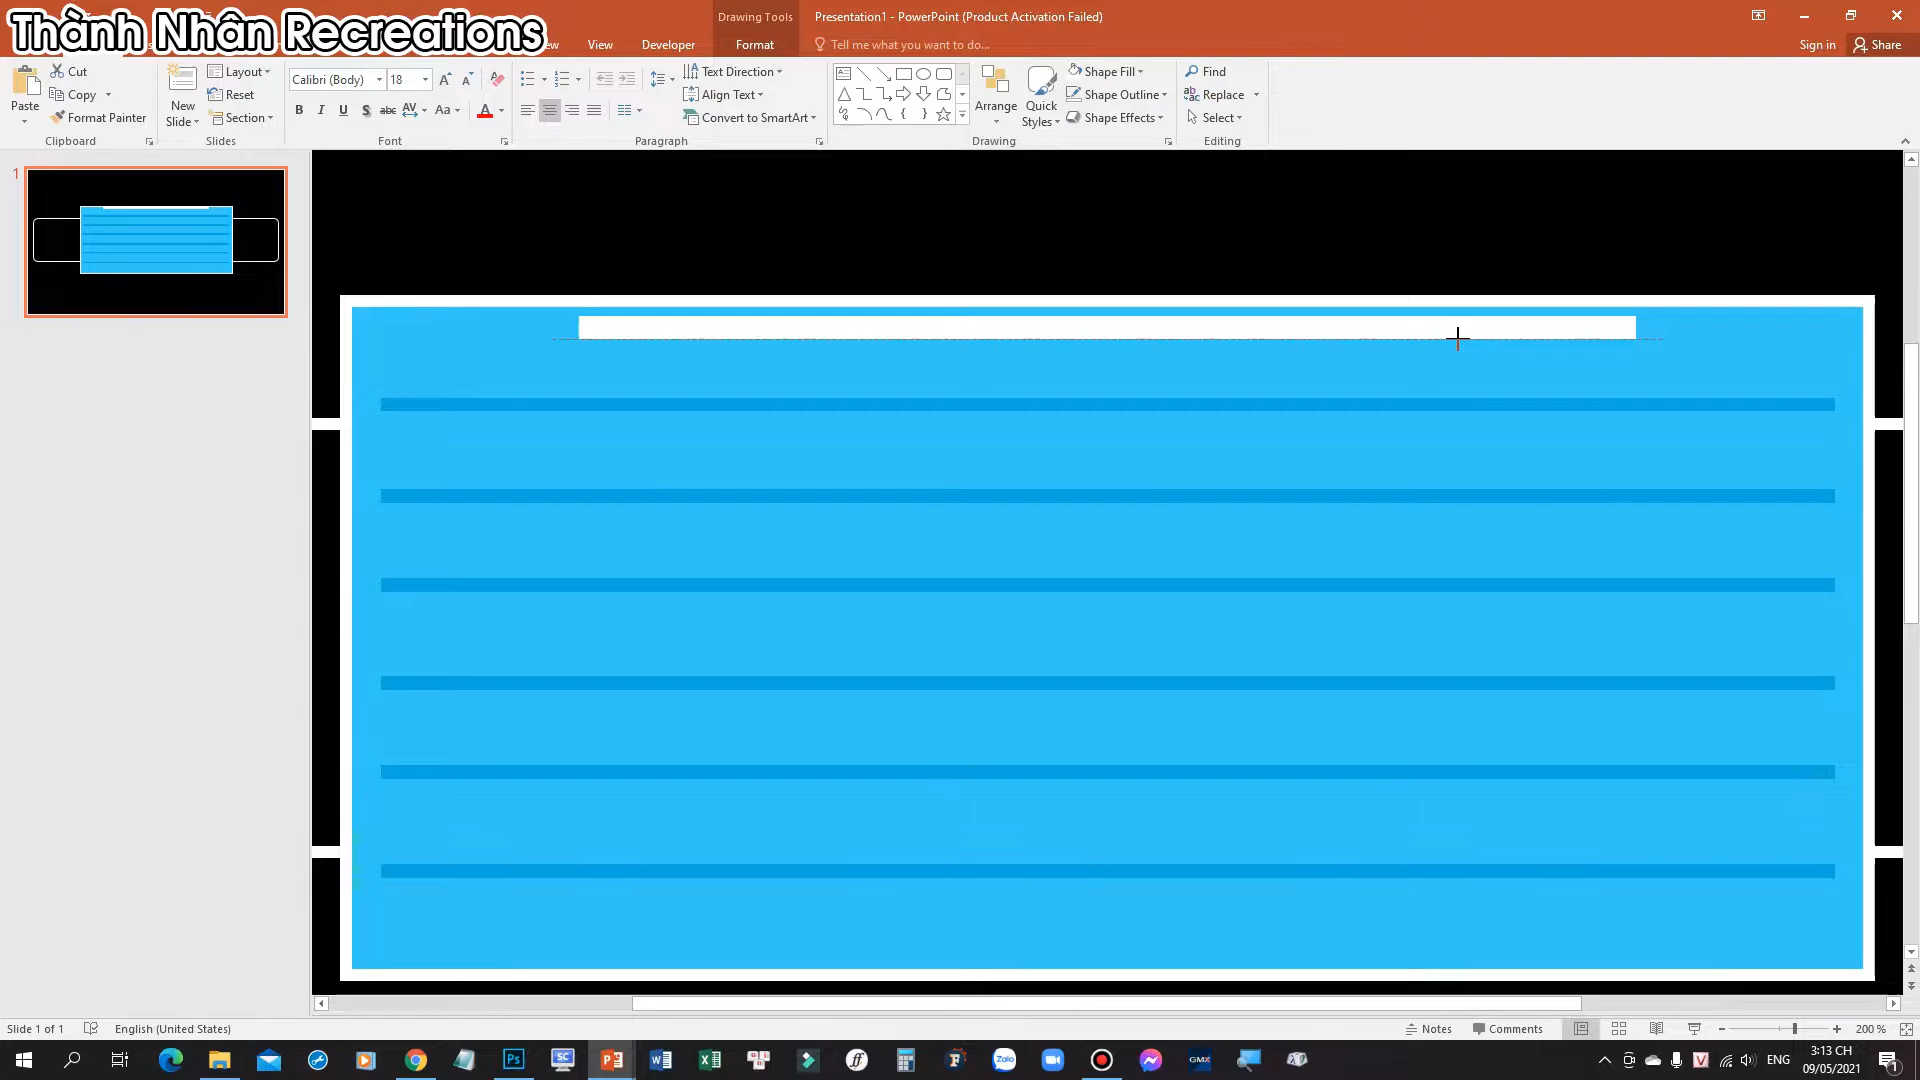 Thành Nhân Recreations
Drawing Tools
Presentation1 - PowerPoint (Product Activation Failed)
View
Developer
Format
Tell me what you want to do...
Sign in
Share
Paste
Cut
Copy
Format Painter
Clipboard
New
Slide
Layout
Reset
Section
Slides
Calibri (Body)
18
B I U S abc AV Aa A
Font
Text Direction
Align Text
Convert to SmartArt
Paragraph
Arrange
Quick
Styles
Shape Fill
Shape Outline
Shape Effects
Drawing
Find
Replace
Select
Editing
1
Slide 1 of 1
English (United States)
Notes
Comments
200 %
ENG
3:13 CH
09/05/2021